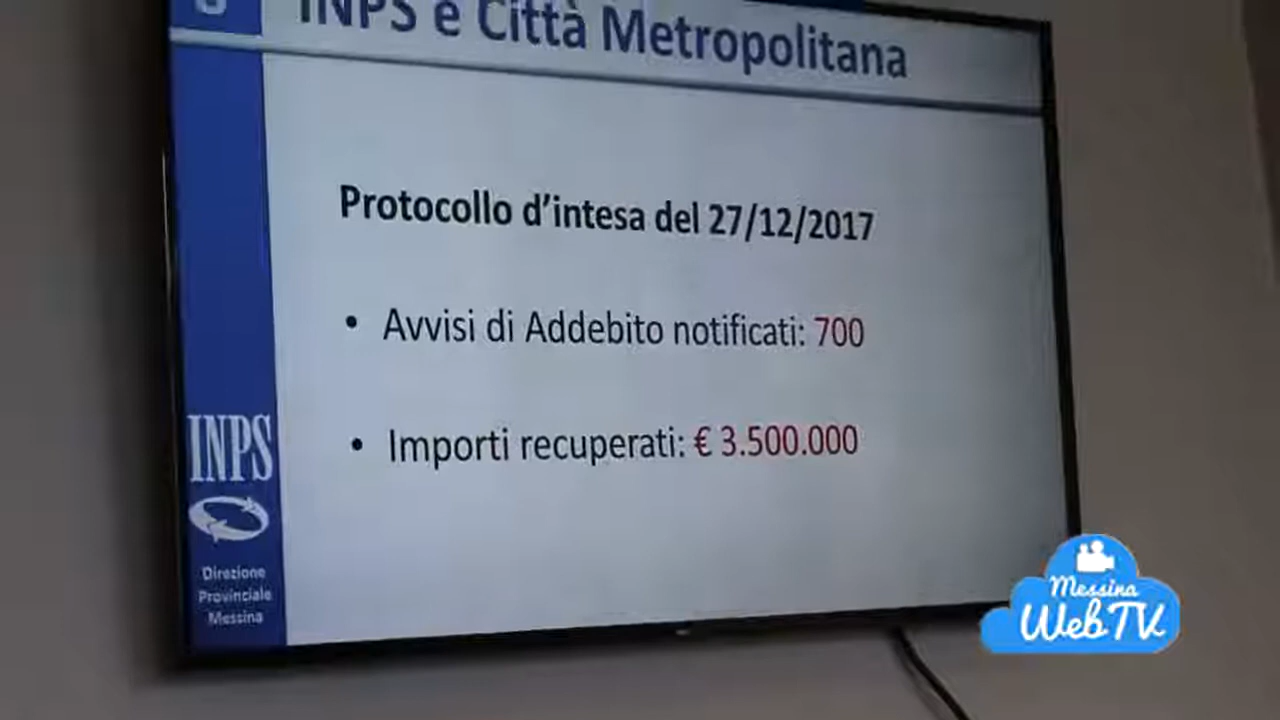 INPS e Città Metropolitana
Protocollo d'intesa del 27/12/2017
• Avvisi di Addebito notificati: 700
• Importi recuperati: € 3.500.000
INPS
Direzione
Provinciale
Messina
Messina
WebTV